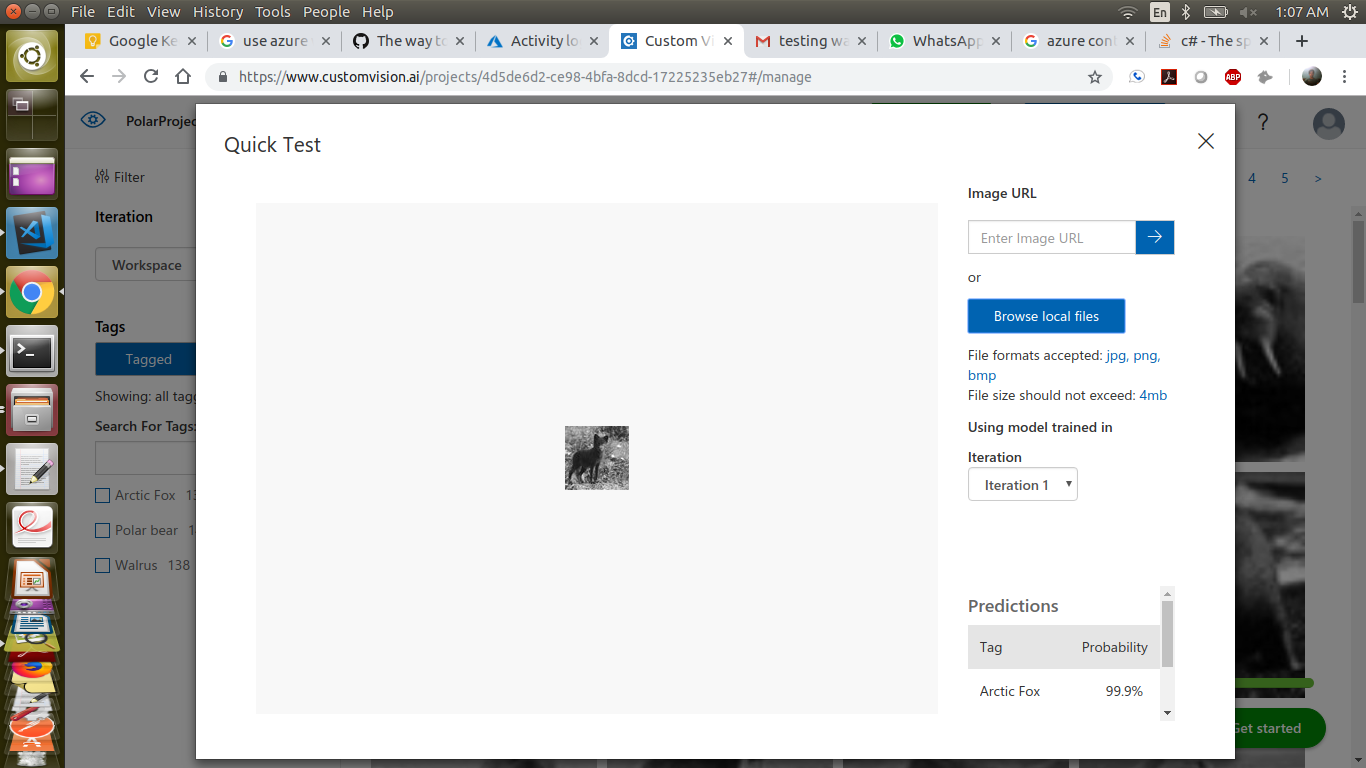 File Edit View History Tools People Help
En 1:07 AM
Google Ke use azure The way to Activity lo Custom Vi testing wa WhatsApp azure con c# - The sp
https://www.customvision.ai/projects/4d5de6d2-ce98-4bfa-8dcd-17225235eb27#/manage
ABP
PolarProjec
?
Quick Test
Filter
4 5 >
Iteration
Workspace
Tags
Tagged
Showing: all tagg
Search For Tags:
Arctic Fox 13
Polar bear 1
Walrus 138
Image URL
Enter Image URL
or
Browse local files
File formats accepted: jpg, png,
bmp
File size should not exceed: 4mb
Using model trained in
Iteration
Iteration 1
Predictions
Tag Probability
Arctic Fox 99.9%
Get started